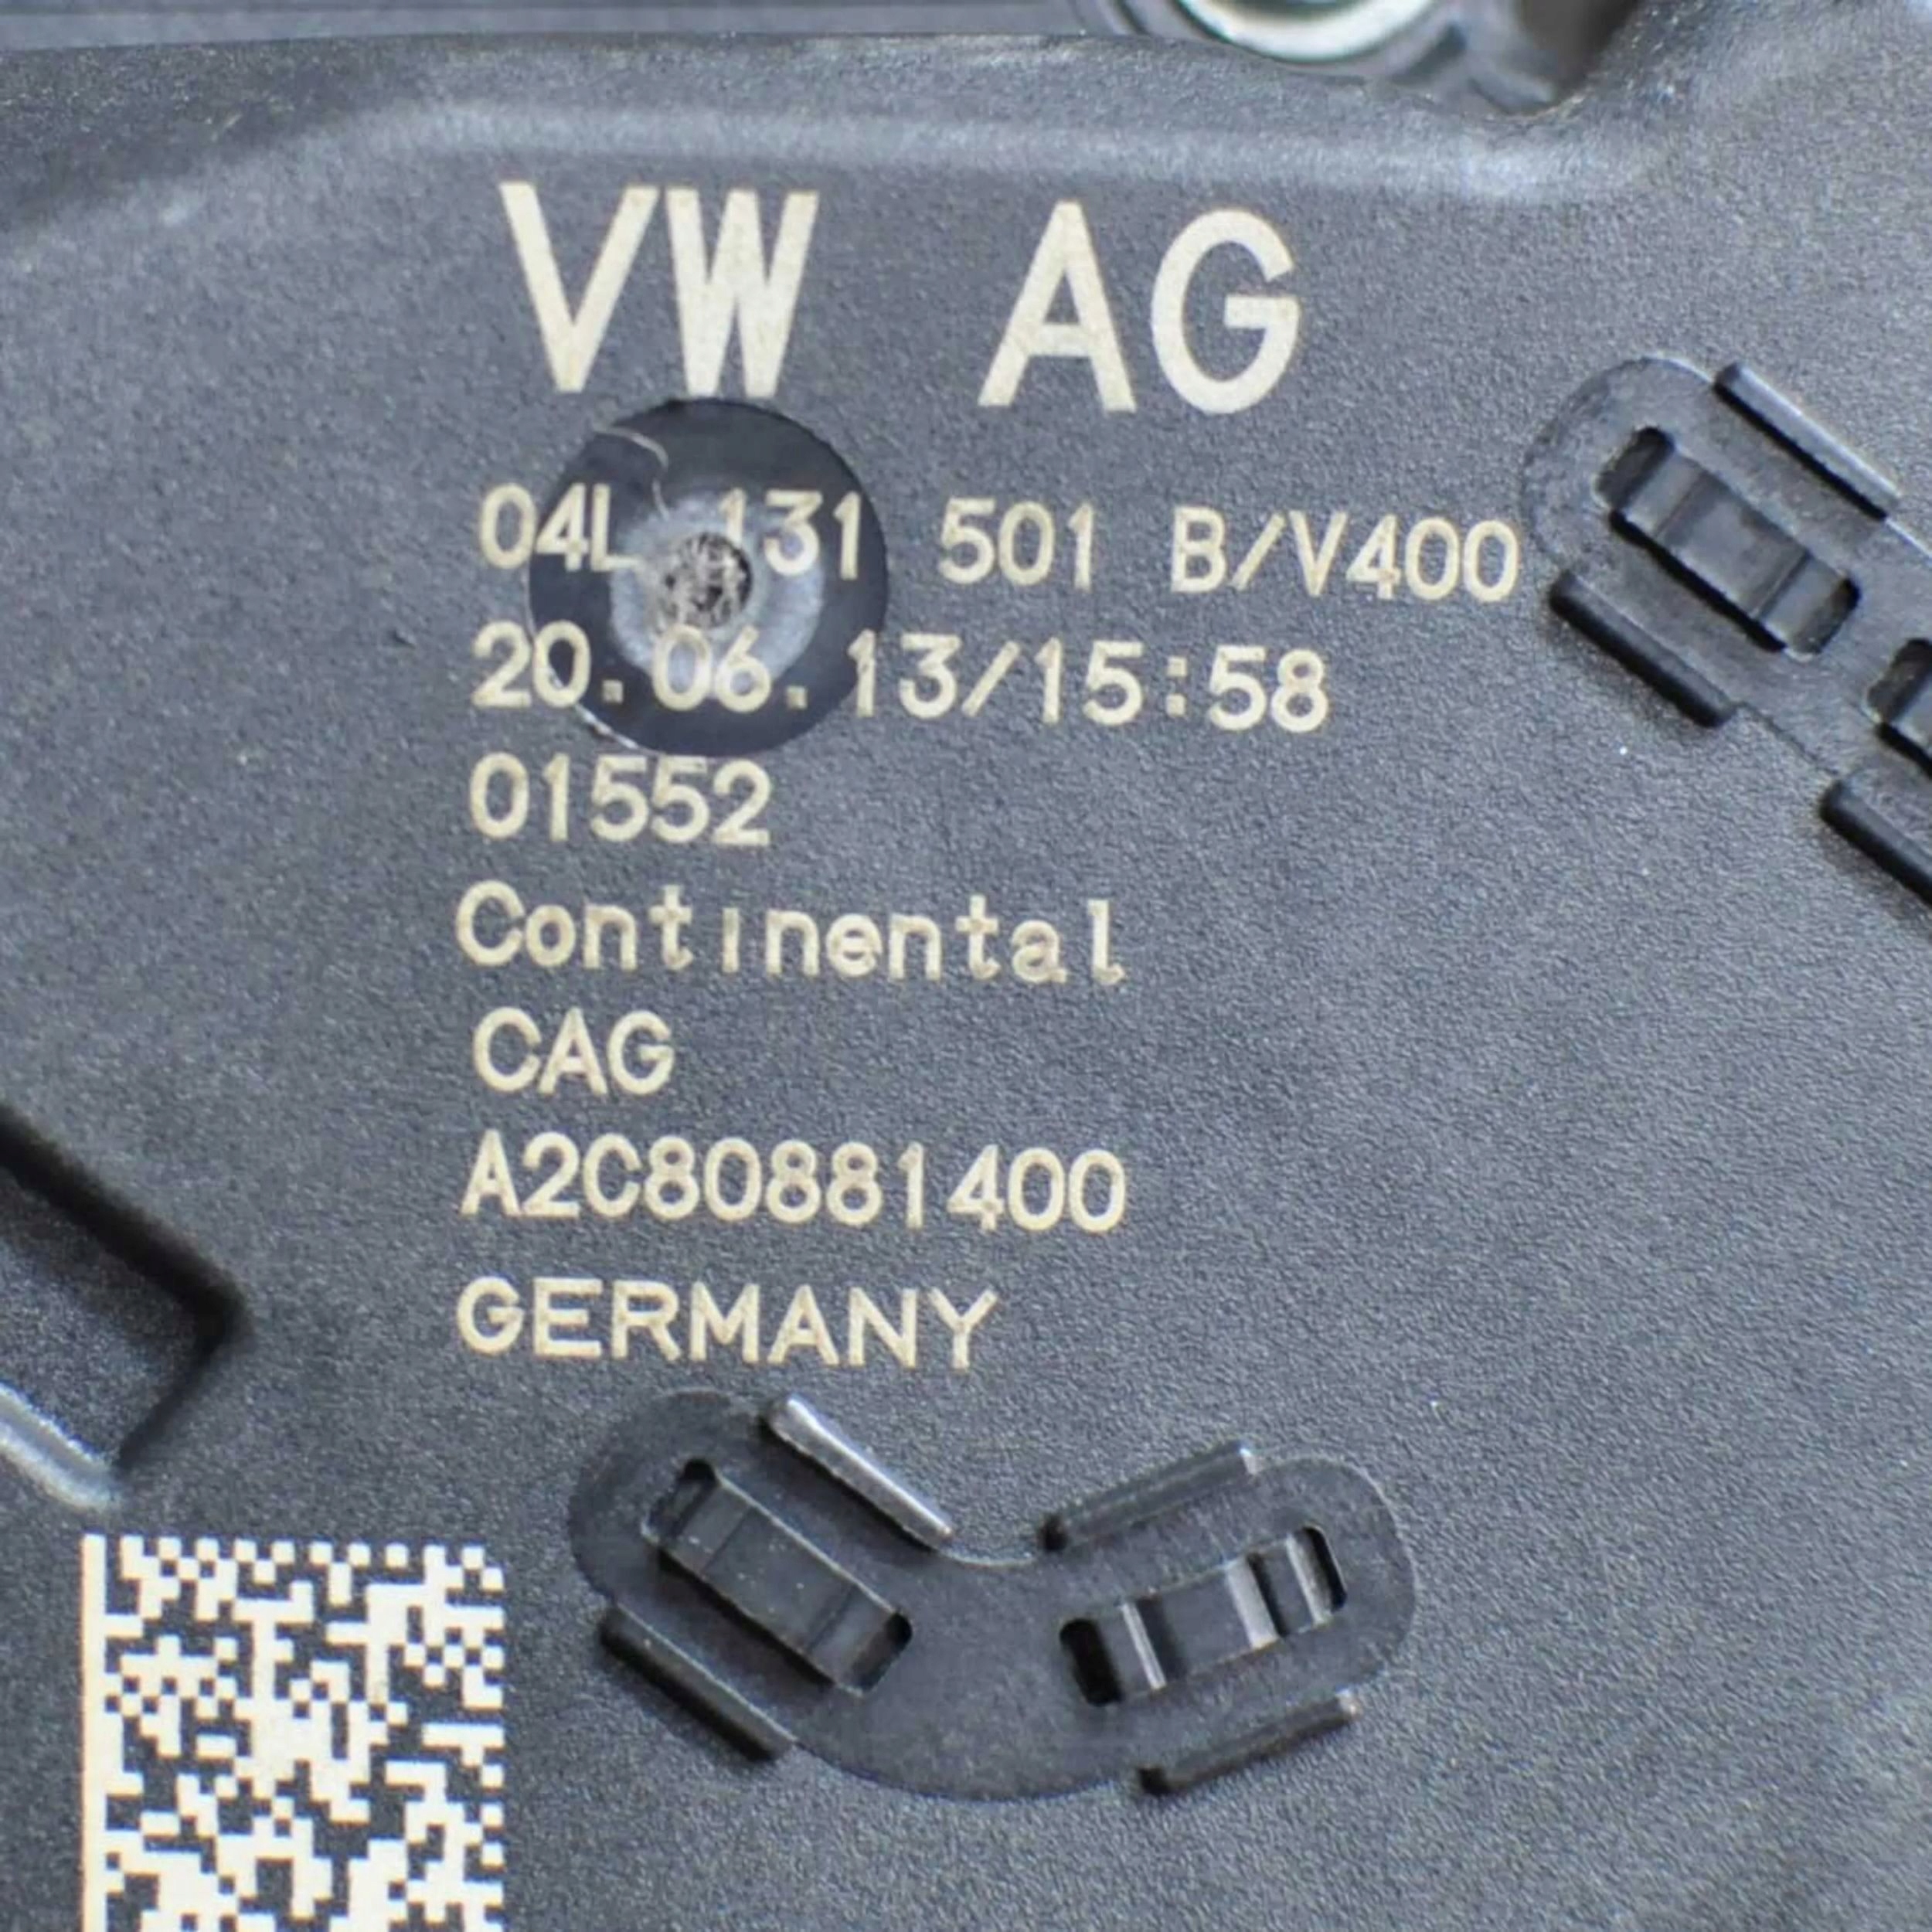 VW AG
04L 131 501 B/V400
20.06.13/15:58
01552
Continental
CAG
A2C80881400
GERMANY